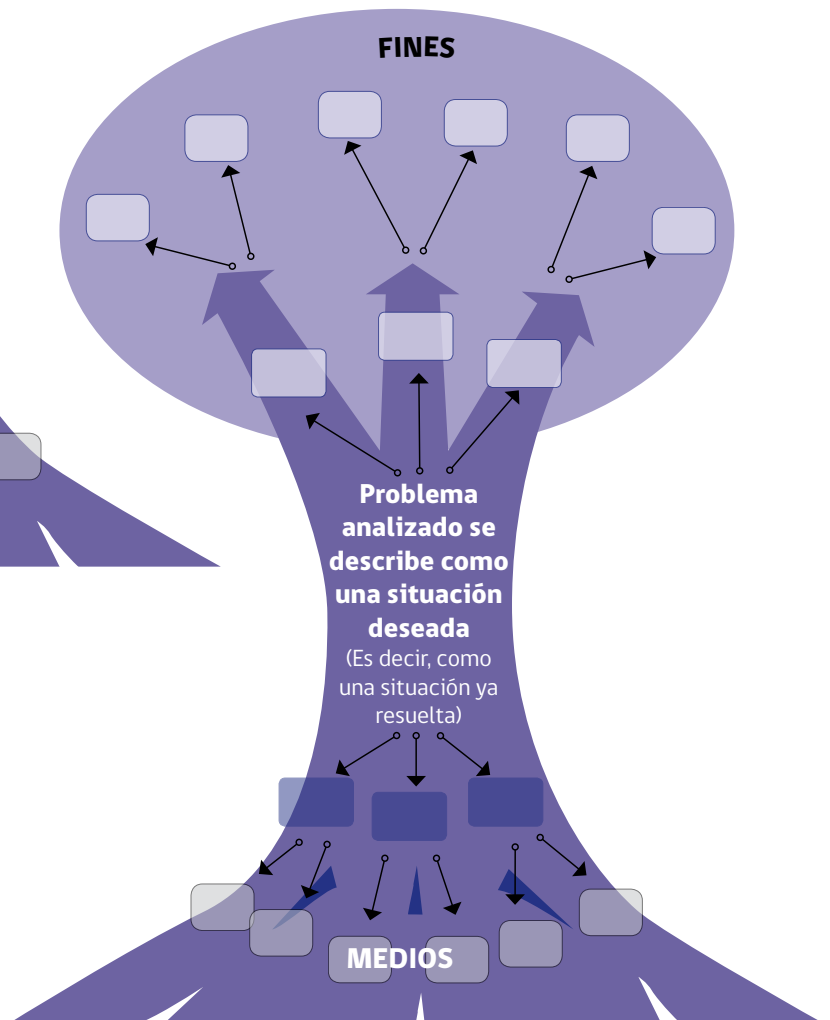 FINES
Problema
analizado se
describe como
una situación
deseada
(Es decir, como
una situación ya
resuelta)
MEDIOS